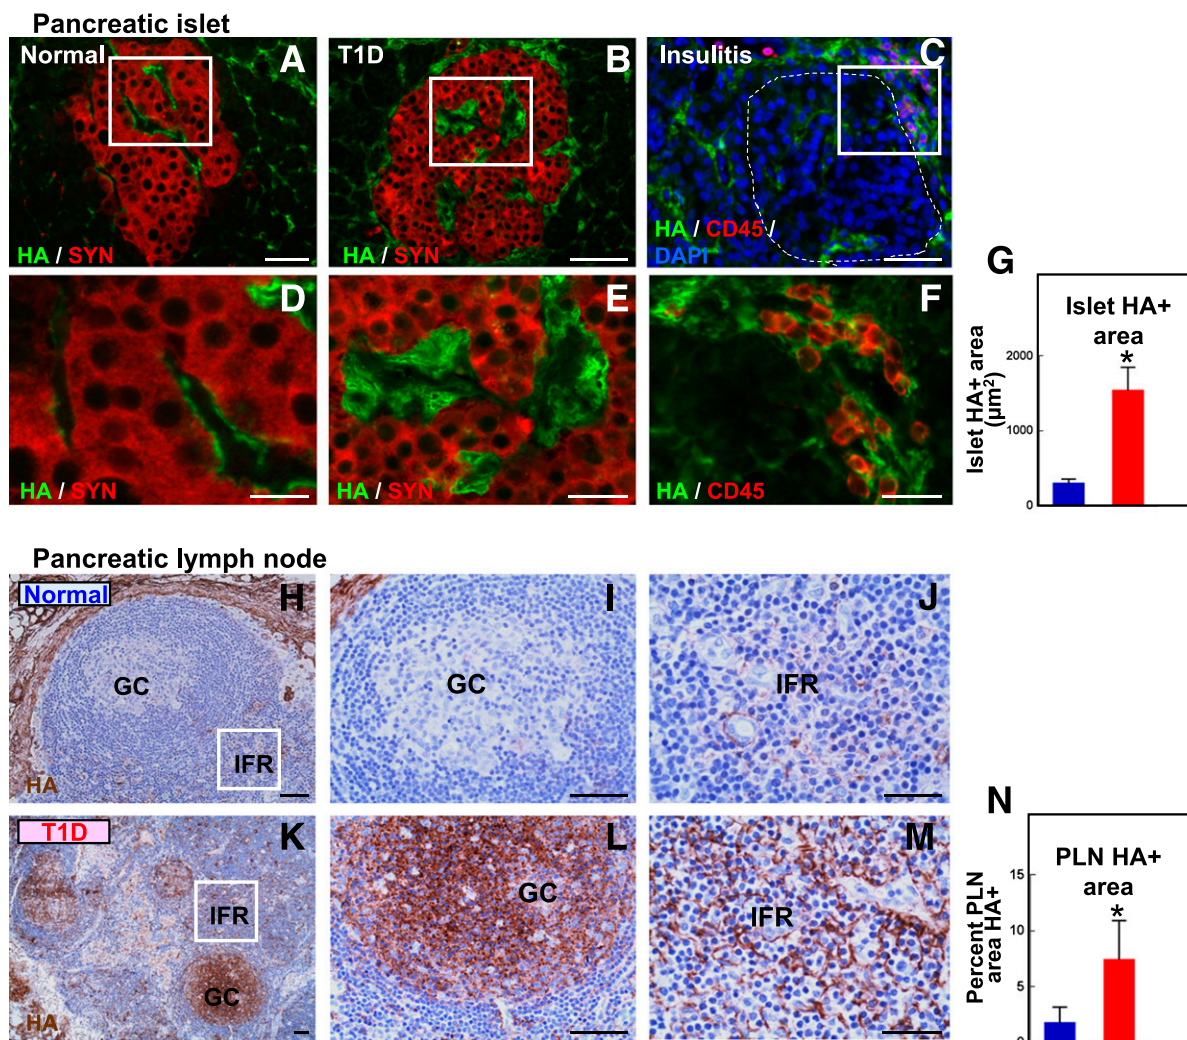 Pancreatic islet
Normal A
HA / SYN
T1D B
HA / SYN
Insulitis C
HA / CD45 /
DAPI
D
HA / SYN
E
HA / SYN
F
HA / CD45
G
Islet HA+
area
*
Islet HA+ area
(µm²)
2000
1000
0
Pancreatic lymph node
Normal H
GC
IFR
HA
I
GC
J
IFR
T1D K
IFR
GC
HA
L
GC
M
IFR
N
PLN HA+
area
*
Percent PLN
area HA+
15
10
5
0